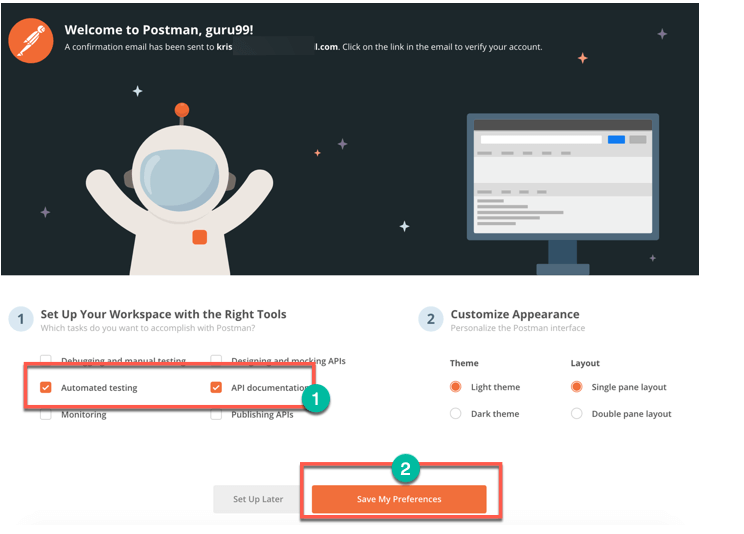 Welcome to Postman, guru99!
A confirmation email has been sent to kris l.com. Click on the link in the email to verify your account.
1 Set Up Your Workspace with the Right Tools
Which tasks do you want to accomplish with Postman?
Debugging and manual testing Designing and mocking APIs
Automated testing API documentation
1
Monitoring Publishing APIs
2 Customize Appearance
Personalize the Postman interface
Theme Layout
Light theme Single pane layout
Dark theme Double pane layout
2
Set Up Later Save My Preferences